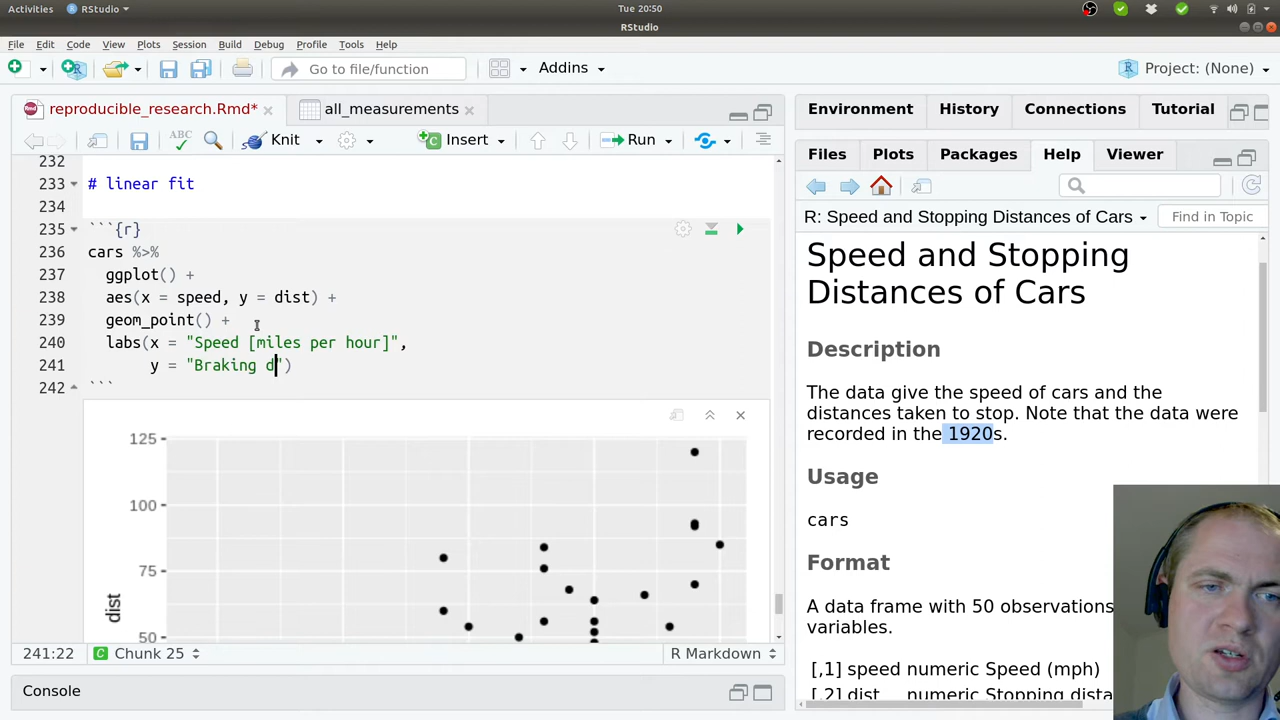 Activities RStudio Tue 20:50
RStudio
File Edit Code View Plots Session Build Debug Profile Tools Help
Go to file/function Addins Project: (None)
reproducible_research.Rmd* all_measurements
ABC Knit Insert Run
232
233 # linear fit
234
235 ```{r}
236 cars %>%
237 ggplot() +
238 aes(x = speed, y = dist) +
239 geom_point() +
240 labs(x = "Speed [miles per hour]",
241 y = "Braking d")
242 ```
125
100
75
50
dist
241:22 Chunk 25 R Markdown
Console
Environment History Connections Tutorial
Files Plots Packages Help Viewer
R: Speed and Stopping Distances of Cars Find in Topic
Speed and Stopping
Distances of Cars
Description
The data give the speed of cars and the
distances taken to stop. Note that the data were
recorded in the 1920s.
Usage
cars
Format
A data frame with 50 observations
variables.
[,1] speed numeric Speed (mph)
[,2] dist numeric Stopping dista